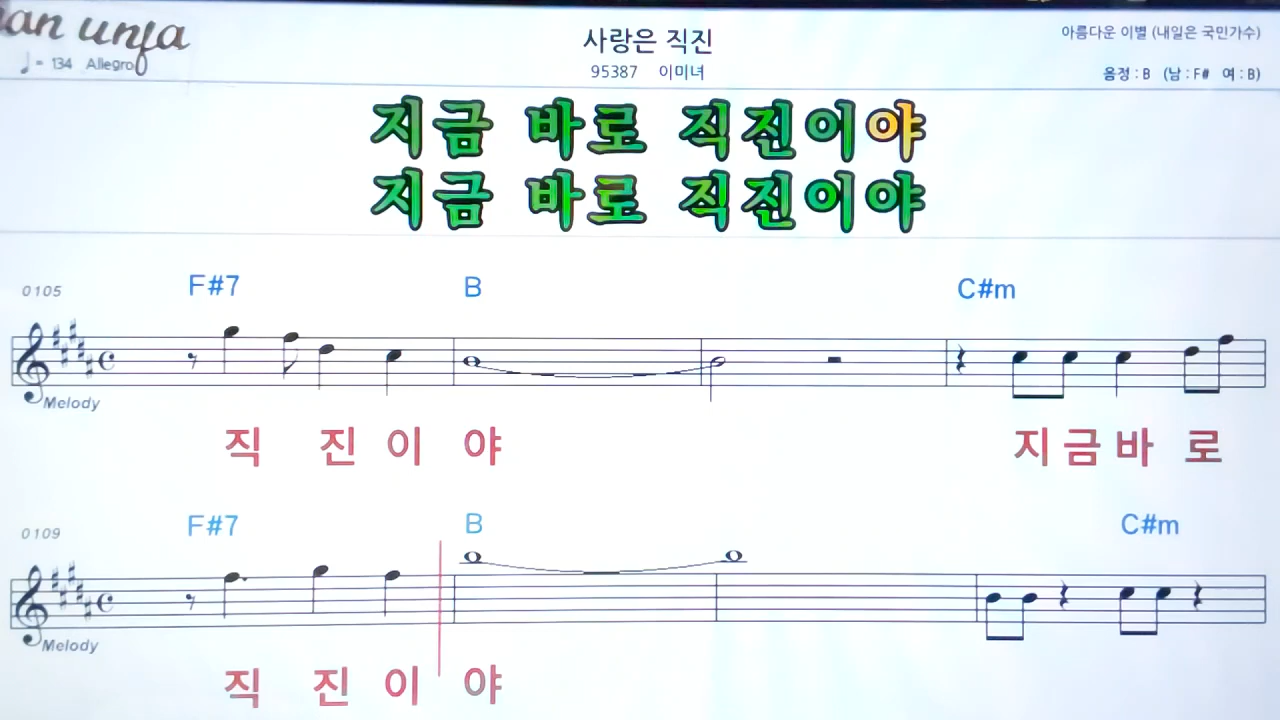 사랑은 직진
아름다운 이별 (내일은 국민가수)
♩= 134 Allegro
95387 이미녀
음정 : B (남 : F# 여 : B)
지금 바로 직진이야
지금 바로 직진이야
0105 F#7 B C#m
Melody
직 진 이 야 지 금 바 로
0109 F#7 B C#m
Melody
직 진 이 야